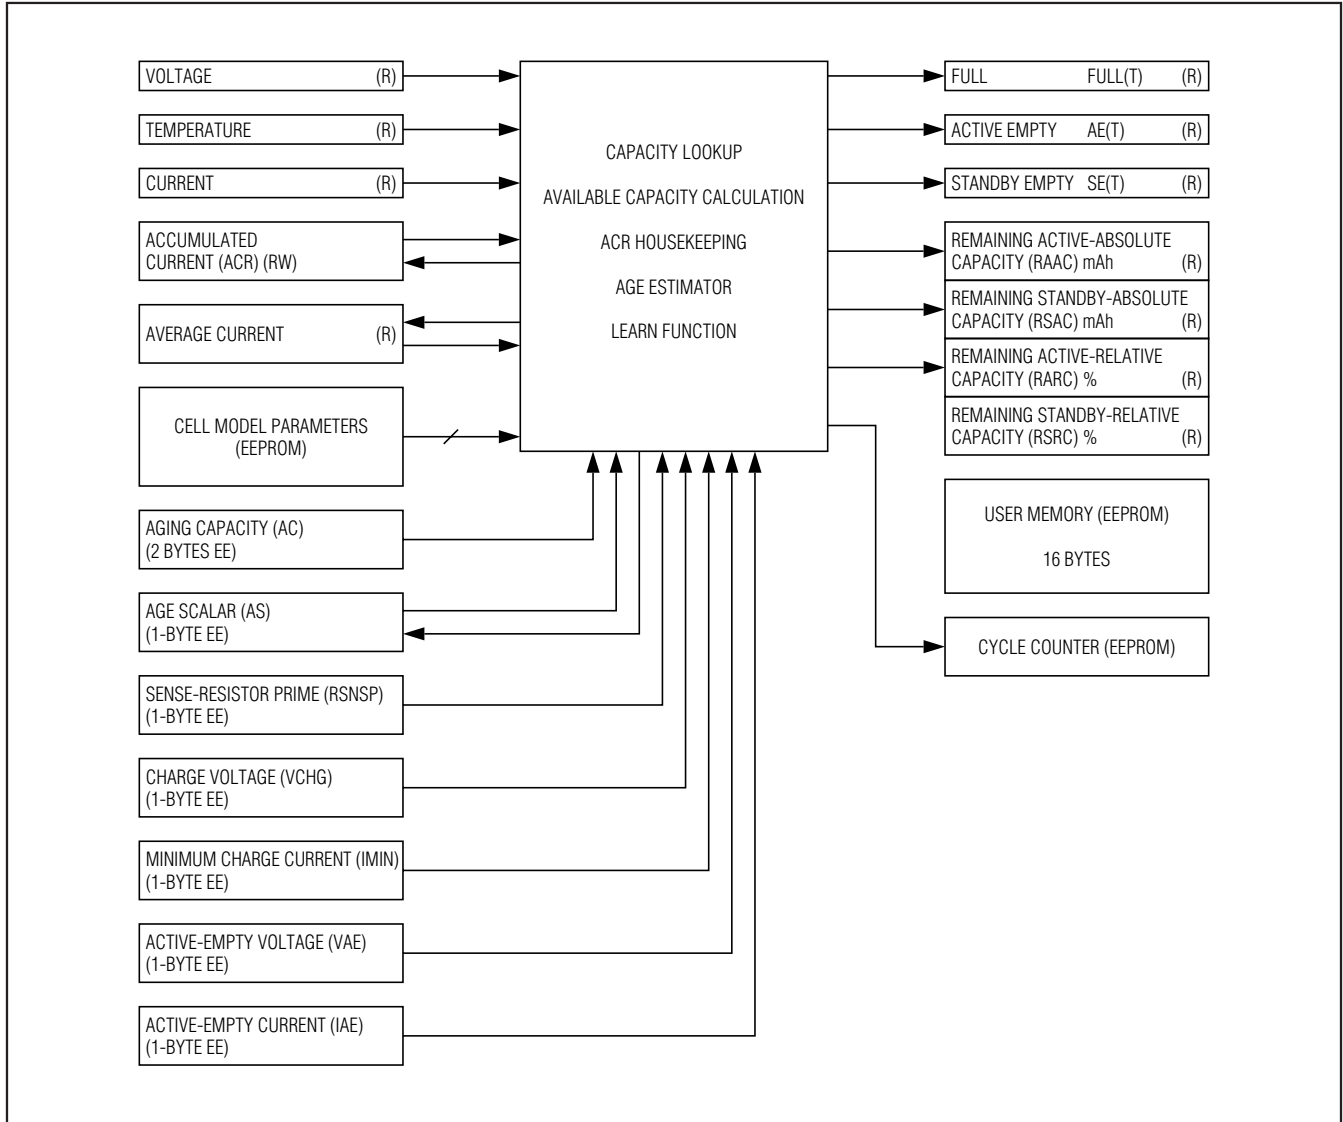 VOLTAGE (R)
TEMPERATURE (R)
CURRENT (R)
ACCUMULATED
CURRENT (ACR) (RW)
AVERAGE CURRENT (R)
CELL MODEL PARAMETERS
(EEPROM)
AGING CAPACITY (AC)
(2 BYTES EE)
AGE SCALAR (AS)
(1-BYTE EE)
SENSE-RESISTOR PRIME (RSNSP)
(1-BYTE EE)
CHARGE VOLTAGE (VCHG)
(1-BYTE EE)
MINIMUM CHARGE CURRENT (IMIN)
(1-BYTE EE)
ACTIVE-EMPTY VOLTAGE (VAE)
(1-BYTE EE)
ACTIVE-EMPTY CURRENT (IAE)
(1-BYTE EE)
CAPACITY LOOKUP
AVAILABLE CAPACITY CALCULATION
ACR HOUSEKEEPING
AGE ESTIMATOR
LEARN FUNCTION
FULL FULL(T) (R)
ACTIVE EMPTY AE(T) (R)
STANDBY EMPTY SE(T) (R)
REMAINING ACTIVE-ABSOLUTE
CAPACITY (RAAC) mAh (R)
REMAINING STANDBY-ABSOLUTE
CAPACITY (RSAC) mAh (R)
REMAINING ACTIVE-RELATIVE
CAPACITY (RARC) % (R)
REMAINING STANDBY-RELATIVE
CAPACITY (RSRC) % (R)
USER MEMORY (EEPROM)
16 BYTES
CYCLE COUNTER (EEPROM)